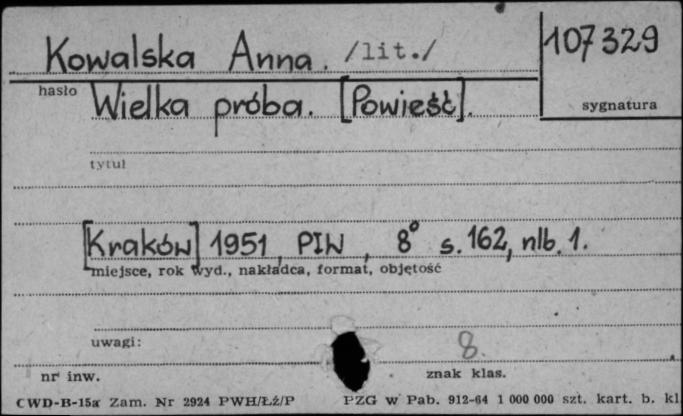 Kowalska Anna. /lit./ 107329
hasło Wielka próba. [Powieść]. sygnatura
tytuł
[Kraków] 1951, PIW, 8° s. 162, nlb. 1.
miejsce, rok wyd., nakładca, format, objętość
uwagi: 8.
nr inw. znak klas.
CWD-B-15a Zam. Nr 2924 PWH/Łż/P PZG w Pab. 912-64 1 000 000 szt. kart. b. kl.